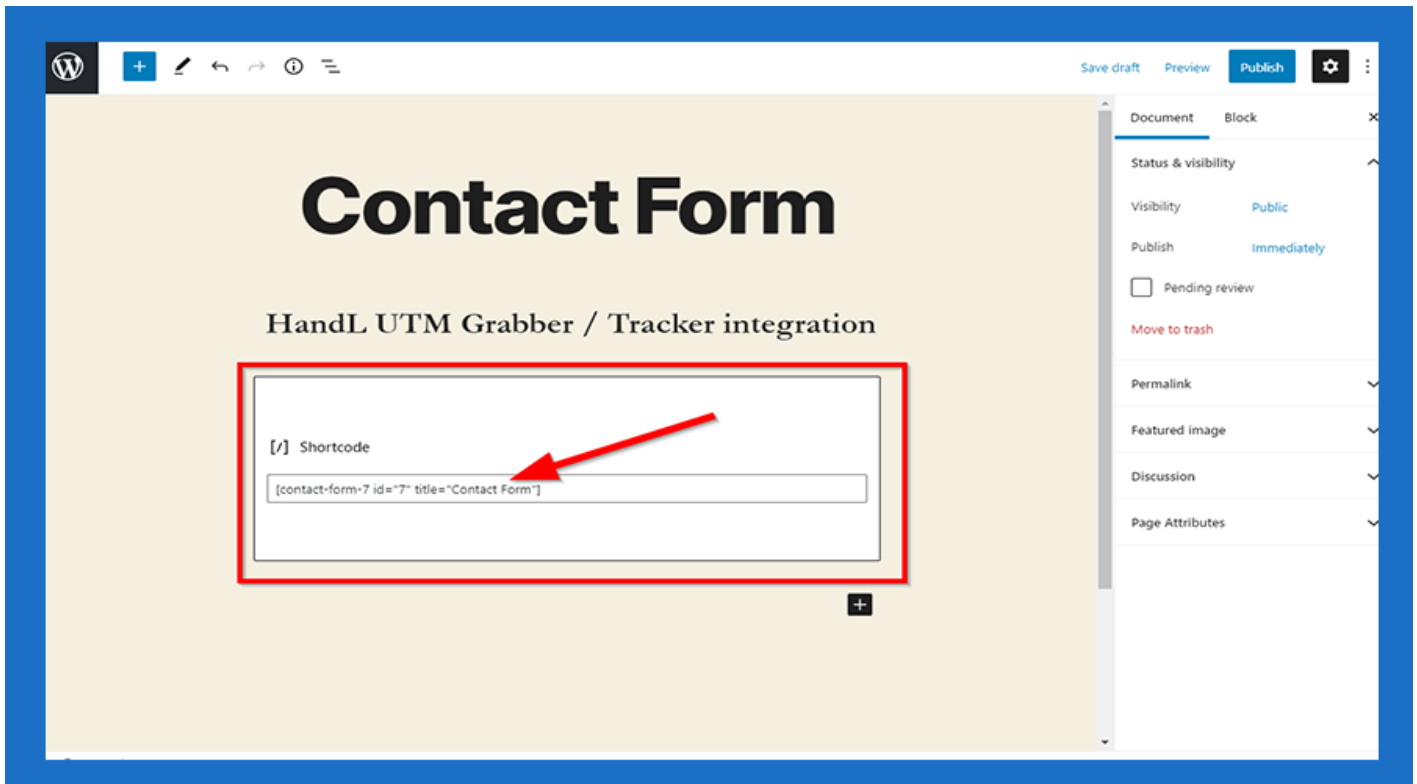 Save draft Preview Publish
Document Block
Status & visibility
Visibility Public
Publish Immediately
Pending review
Move to trash
Permalink
Featured image
Discussion
Page Attributes
Contact Form
HandL UTM Grabber / Tracker integration
[/] Shortcode
[contact-form-7 id="7" title="Contact Form"]